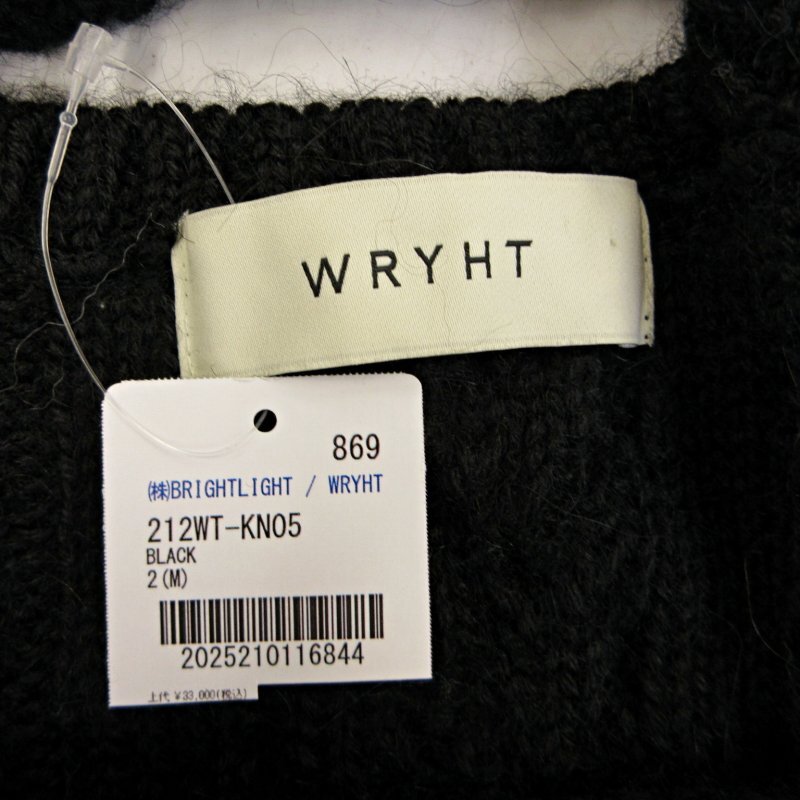 WRYHT
869
㈱BRIGHTLIGHT / WRYHT
212WT-KN05
BLACK
2(M)
2025210116844
上代 ¥33,000(税込)